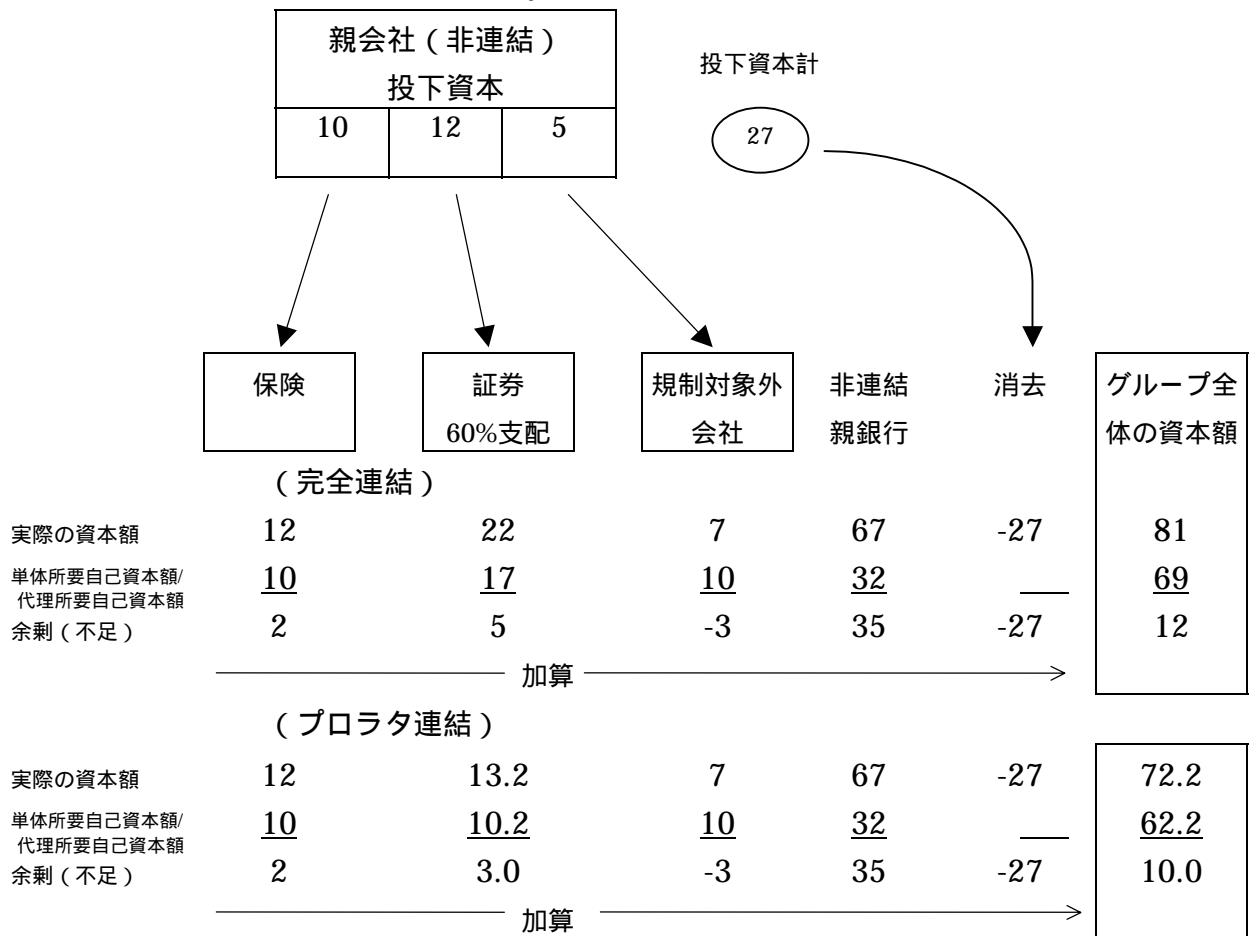 親会社（非連結）
投下資本
10 12 5
投下資本計
27
保険 証券 規制対象外 非連結 消去 グループ全
60%支配 会社 親銀行 体の資本額
（完全連結）
実際の資本額 12 22 7 67 -27 81
単体所要自己資本額/
代理所要自己資本額 10 17 10 32 69
余剰（不足） 2 5 -3 35 -27 12
加算
（プロラタ連結）
実際の資本額 12 13.2 7 67 -27 72.2
単体所要自己資本額/
代理所要自己資本額 10 10.2 10 32 62.2
余剰（不足） 2 3.0 -3 35 -27 10.0
加算